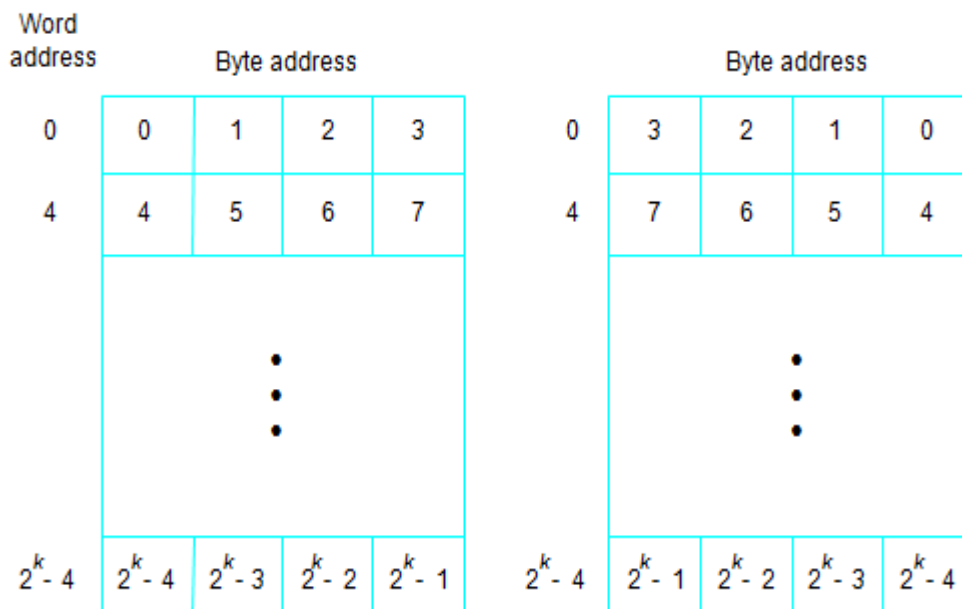 Word
address
Byte address
Byte address
0 0 1 2 3
0 3 2 1 0
4 4 5 6 7
4 7 6 5 4
2^k - 4 2^k - 4 2^k - 3 2^k - 2 2^k - 1
2^k - 4 2^k - 1 2^k - 2 2^k - 3 2^k - 4